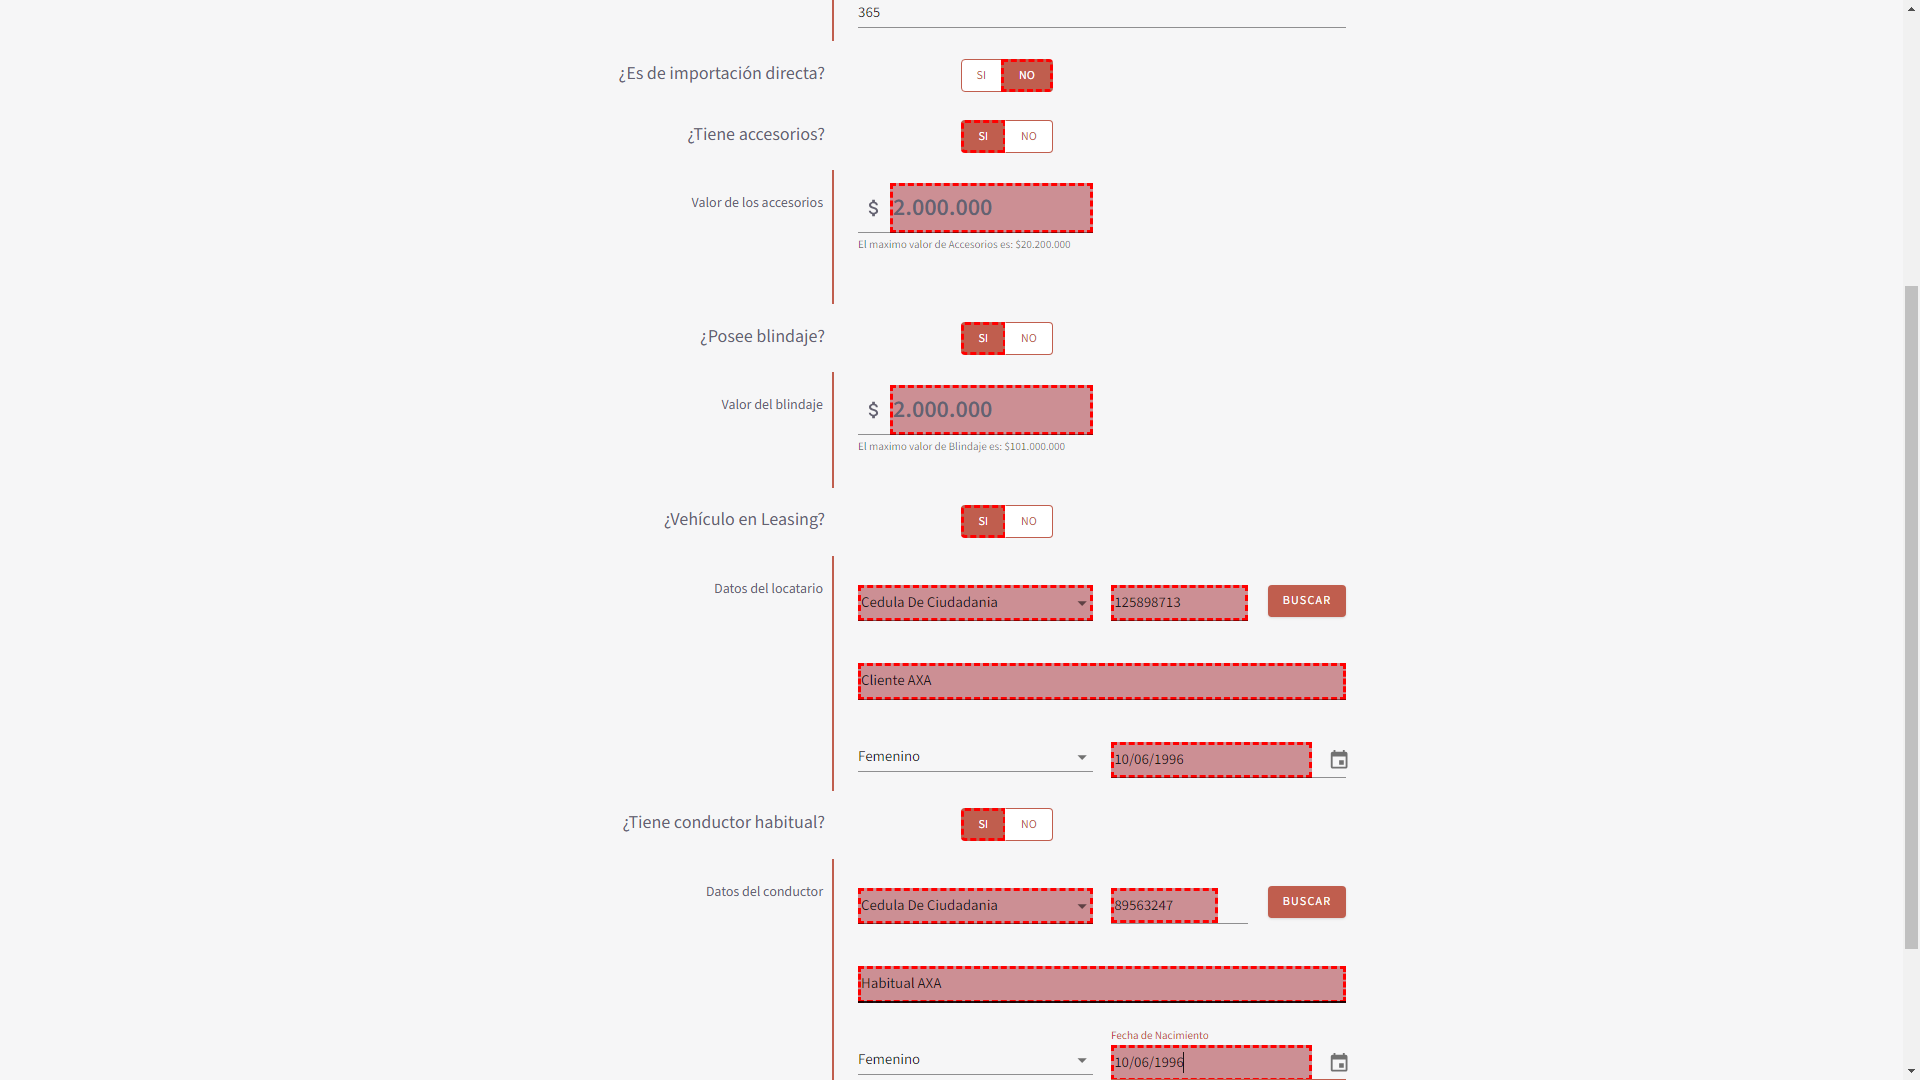 365
¿Es de importación directa? SI NO
¿Tiene accesorios? SI NO
Valor de los accesorios $ 2.000.000
El maximo valor de Accesorios es: $20.200.000
¿Posee blindaje? SI NO
Valor del blindaje $ 2.000.000
El maximo valor de Blindaje es: $101.000.000
¿Vehículo en Leasing? SI NO
Datos del locatario Cedula De Ciudadania 125898713 BUSCAR
Cliente AXA
Femenino 10/06/1996
¿Tiene conductor habitual? SI NO
Datos del conductor Cedula De Ciudadania 89563247 BUSCAR
Habitual AXA
Fecha de Nacimiento
Femenino 10/06/1996